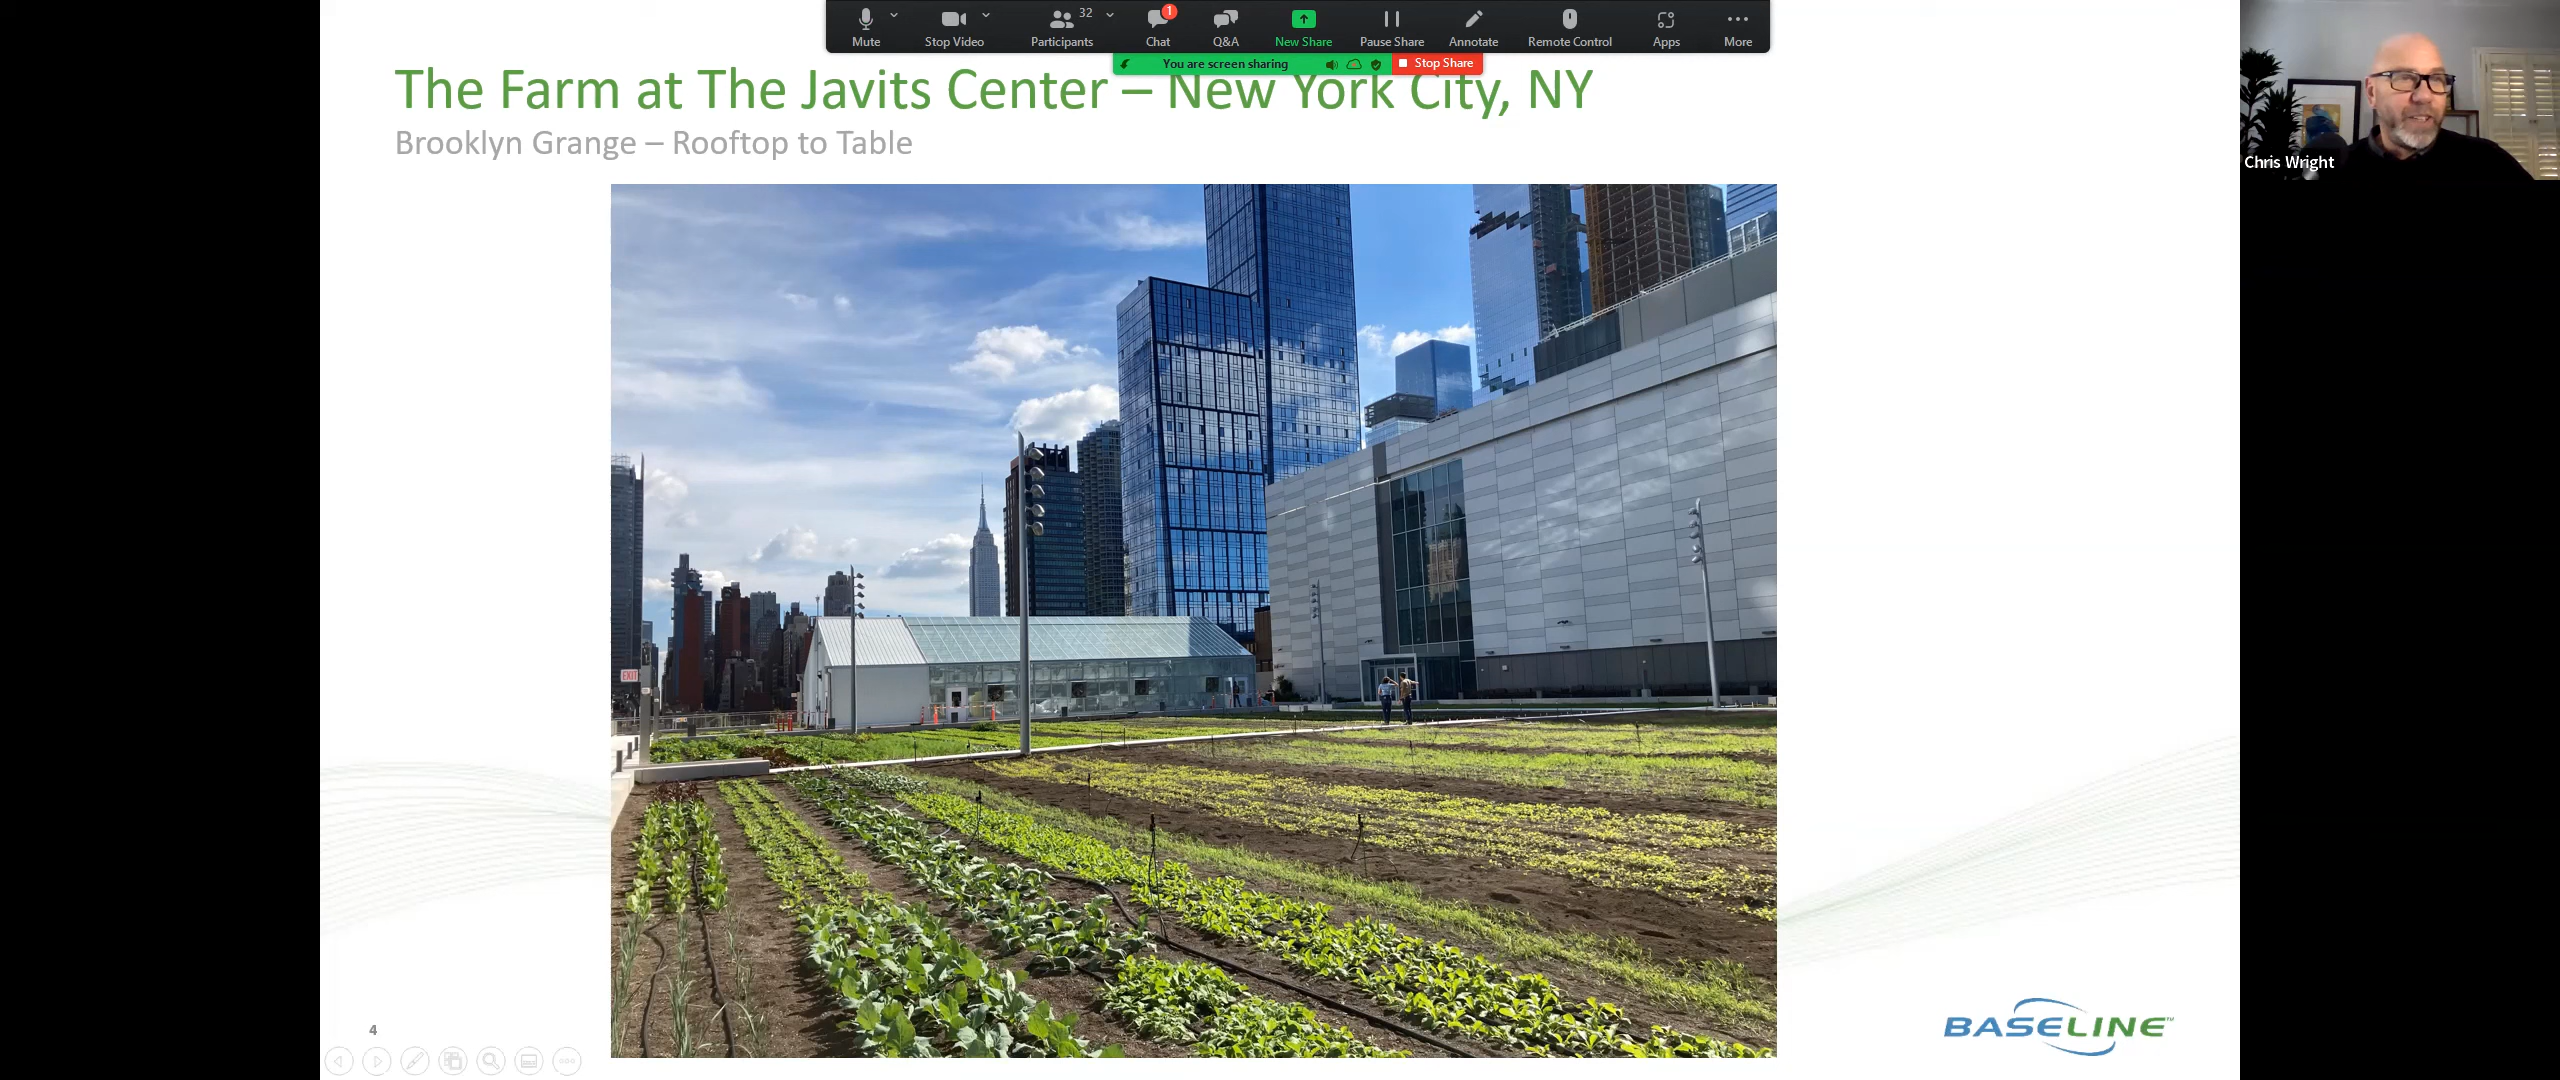 Mute
Stop Video
32
Participants
1
Chat
Q&A
New Share
Pause Share
Annotate
Remote Control
Apps
More
You are screen sharing
Stop Share
The Farm at The Javits Center – New York City, NY
Brooklyn Grange – Rooftop to Table
Chris Wright
EXIT
4
BASELINE™